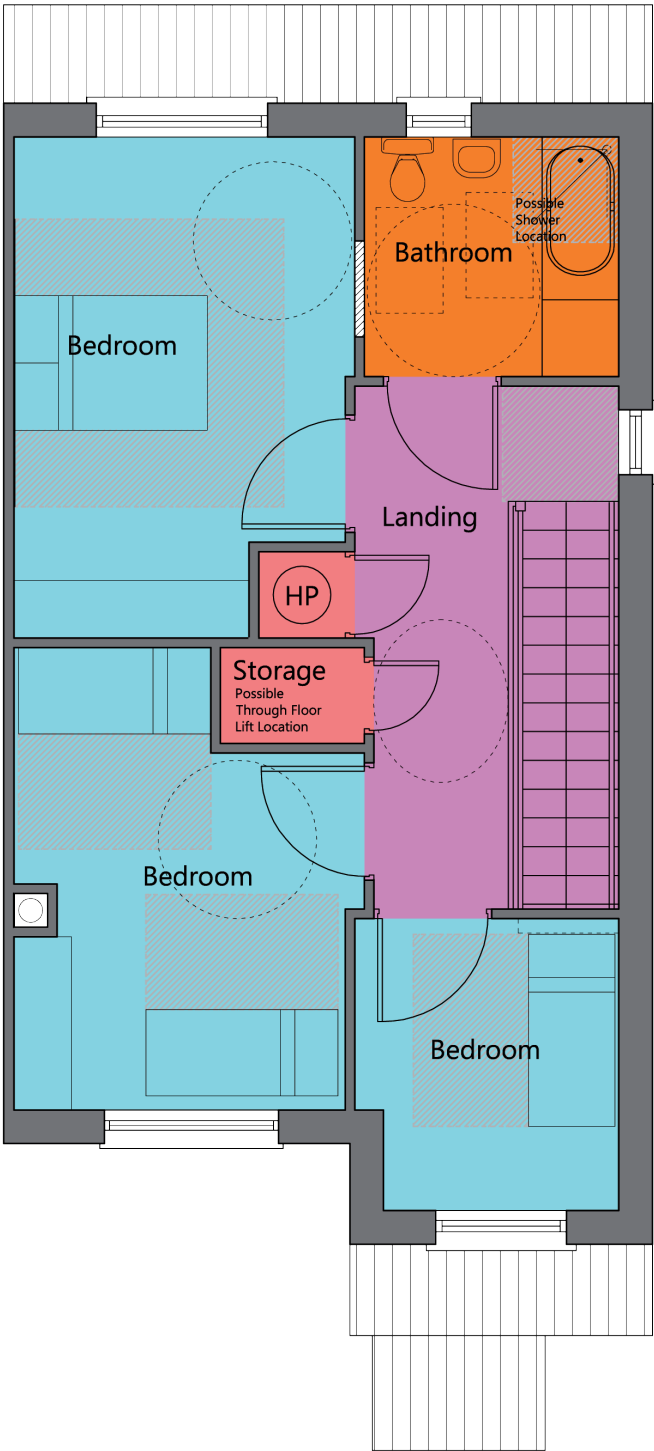 Possible
Shower
Location
Bathroom
Bedroom
Landing
HP
Storage
Possible
Through Floor
Lift Location
Bedroom
Bedroom